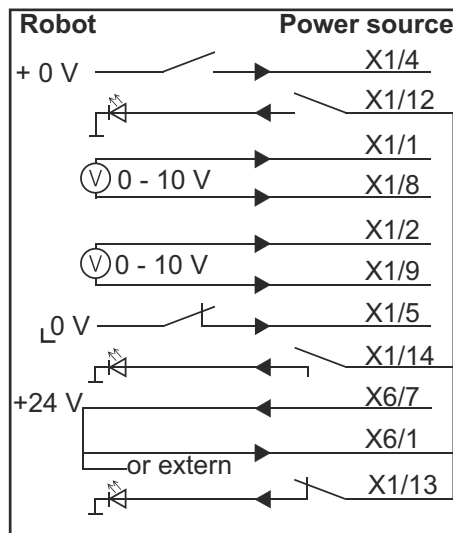 Robot Power source
+ 0 V X1/4
X1/12
X1/1
V 0 - 10 V
X1/8
X1/2
V 0 - 10 V
X1/9
0 V X1/5
X1/14
+24 V X6/7
X6/1
or extern
X1/13